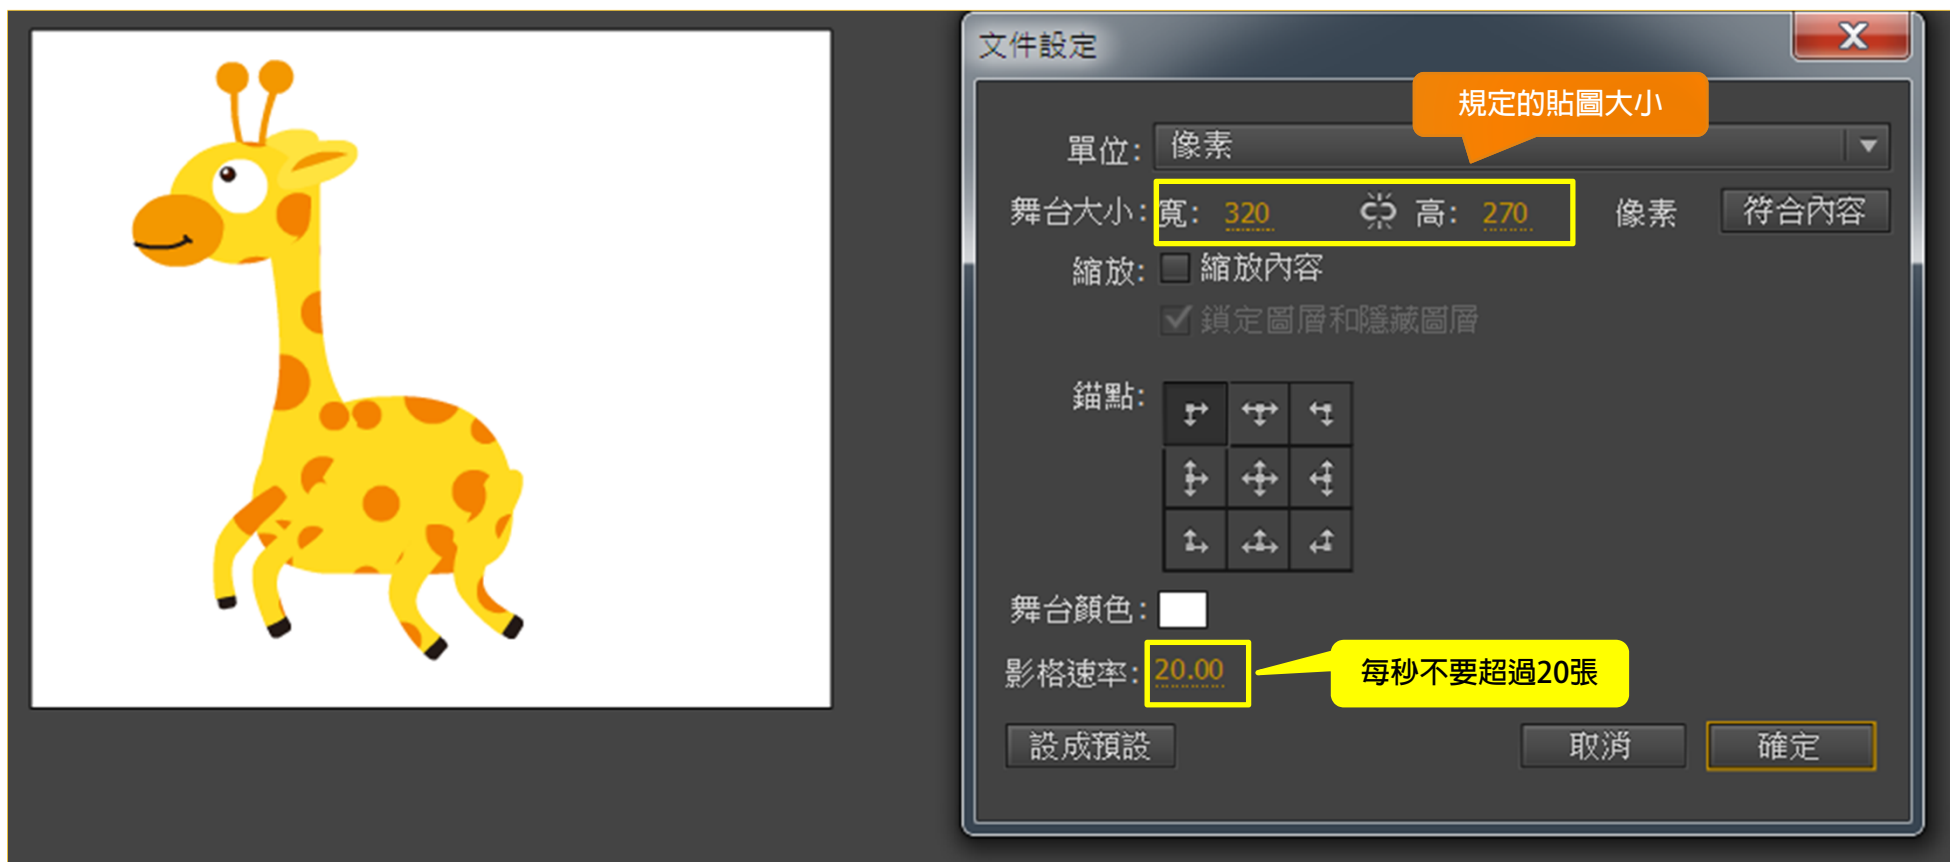 文件設定
規定的貼圖大小
單位: 像素
舞台大小: 寬: 320 高: 270 像素 符合內容
縮放: 縮放內容
鎖定圖層和隱藏圖層
錨點:
舞台顏色:
影格速率: 20.00
每秒不要超過20張
設成預設 取消 確定